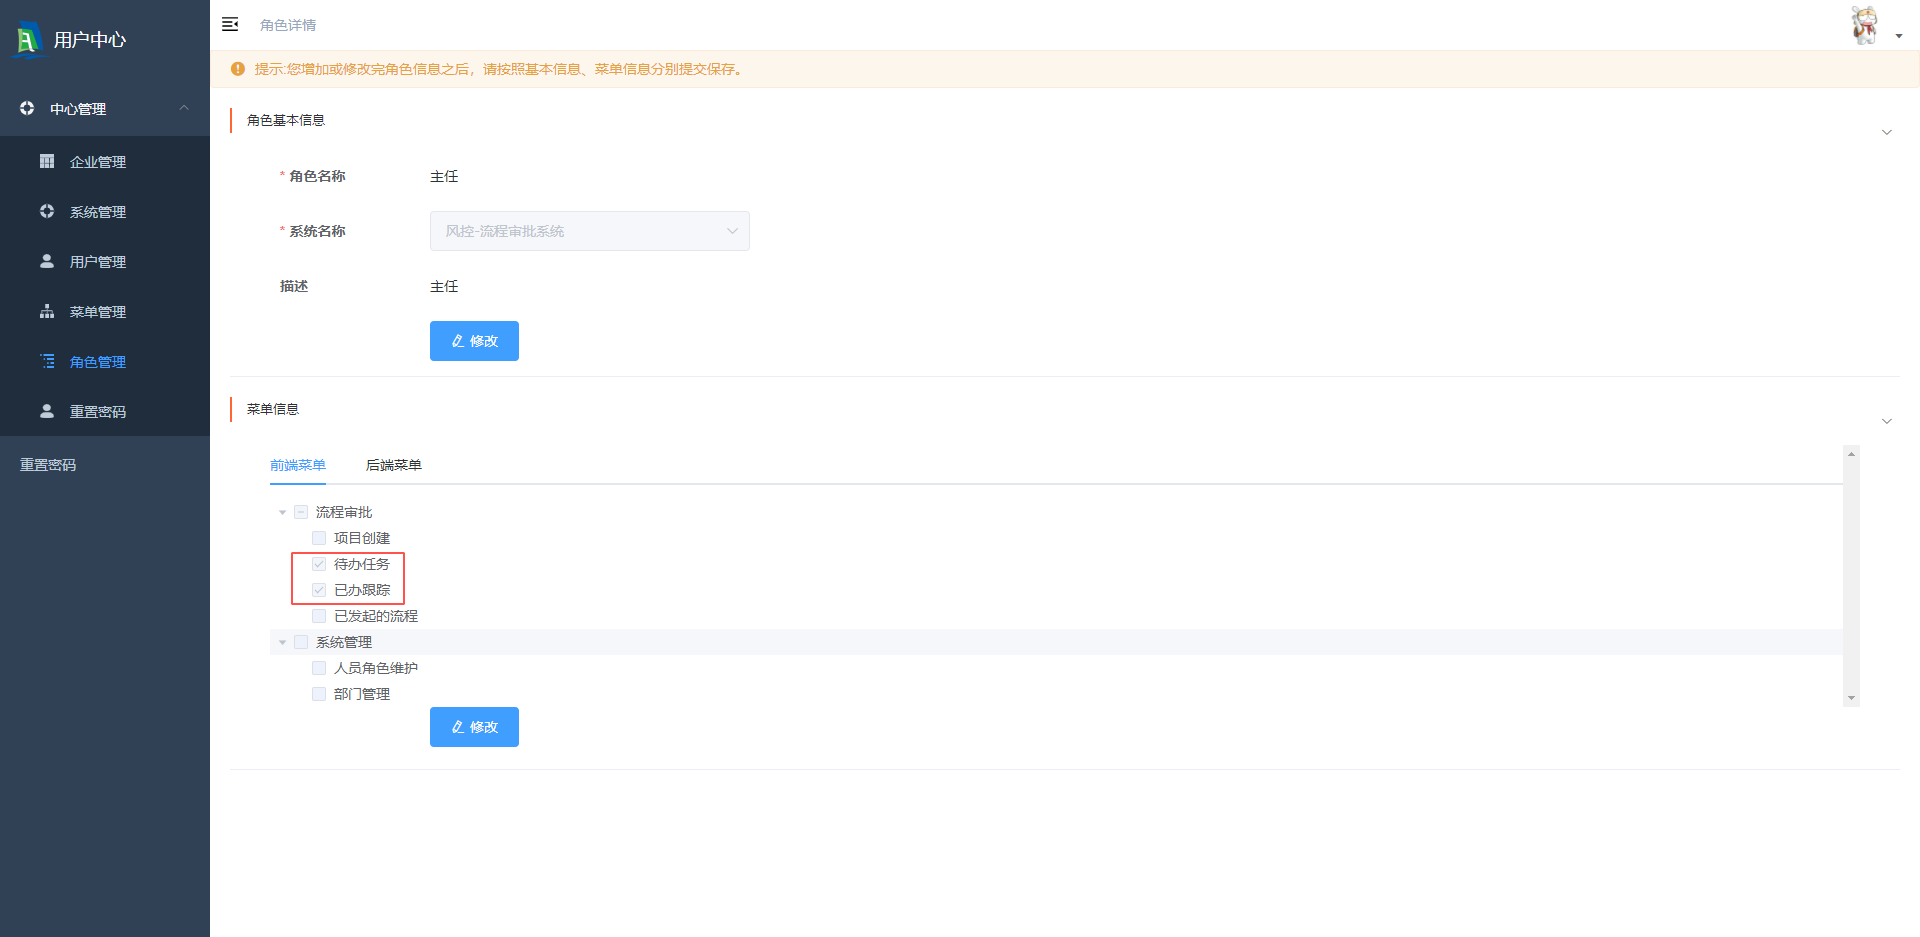 用户中心
中心管理
企业管理
系统管理
用户管理
菜单管理
角色管理
重置密码
重置密码
角色详情
提示:您增加或修改完角色信息之后，请按照基本信息、菜单信息分别提交保存。
角色基本信息
* 角色名称 主任
* 系统名称 风控-流程审批系统
描述 主任
修改
菜单信息
前端菜单 后端菜单
流程审批
项目创建
待办任务
已办跟踪
已发起的流程
系统管理
人员角色维护
部门管理
修改